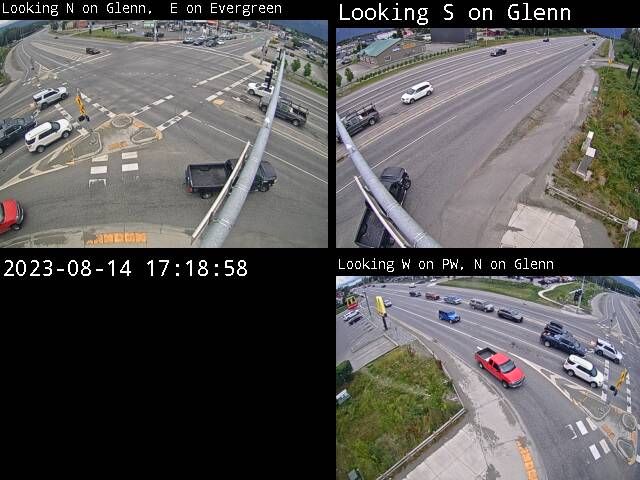 Looking N on Glenn,  E on Evergreen
Looking S on Glenn
2023-08-14 17:18:58
Looking W on PW, N on Glenn